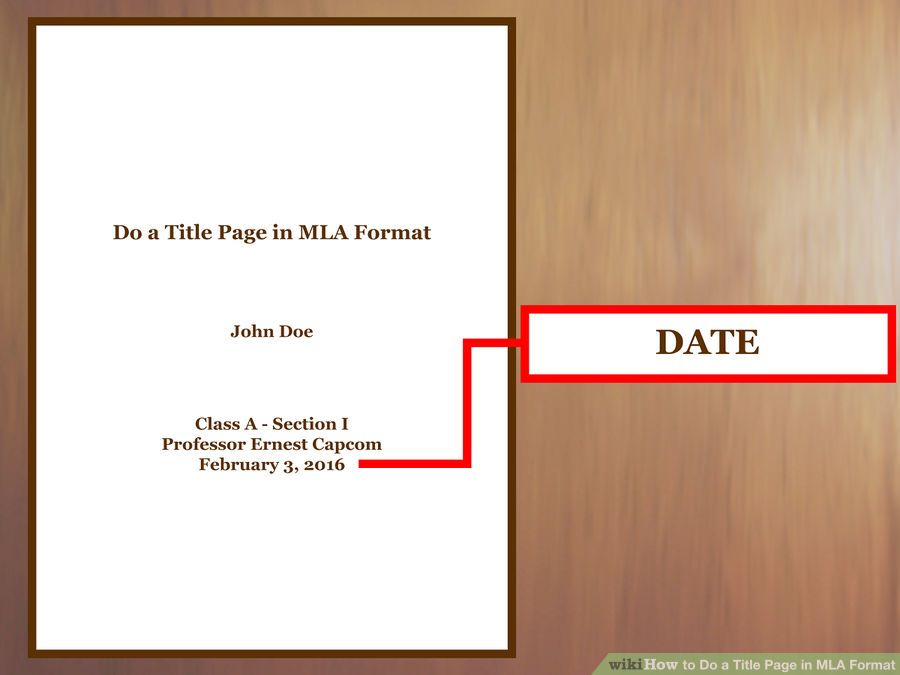 Do a Title Page in MLA Format
John Doe
DATE
Class A - Section I
Professor Ernest Capcom
February 3, 2016
wikiHow to Do a Title Page in MLA Format